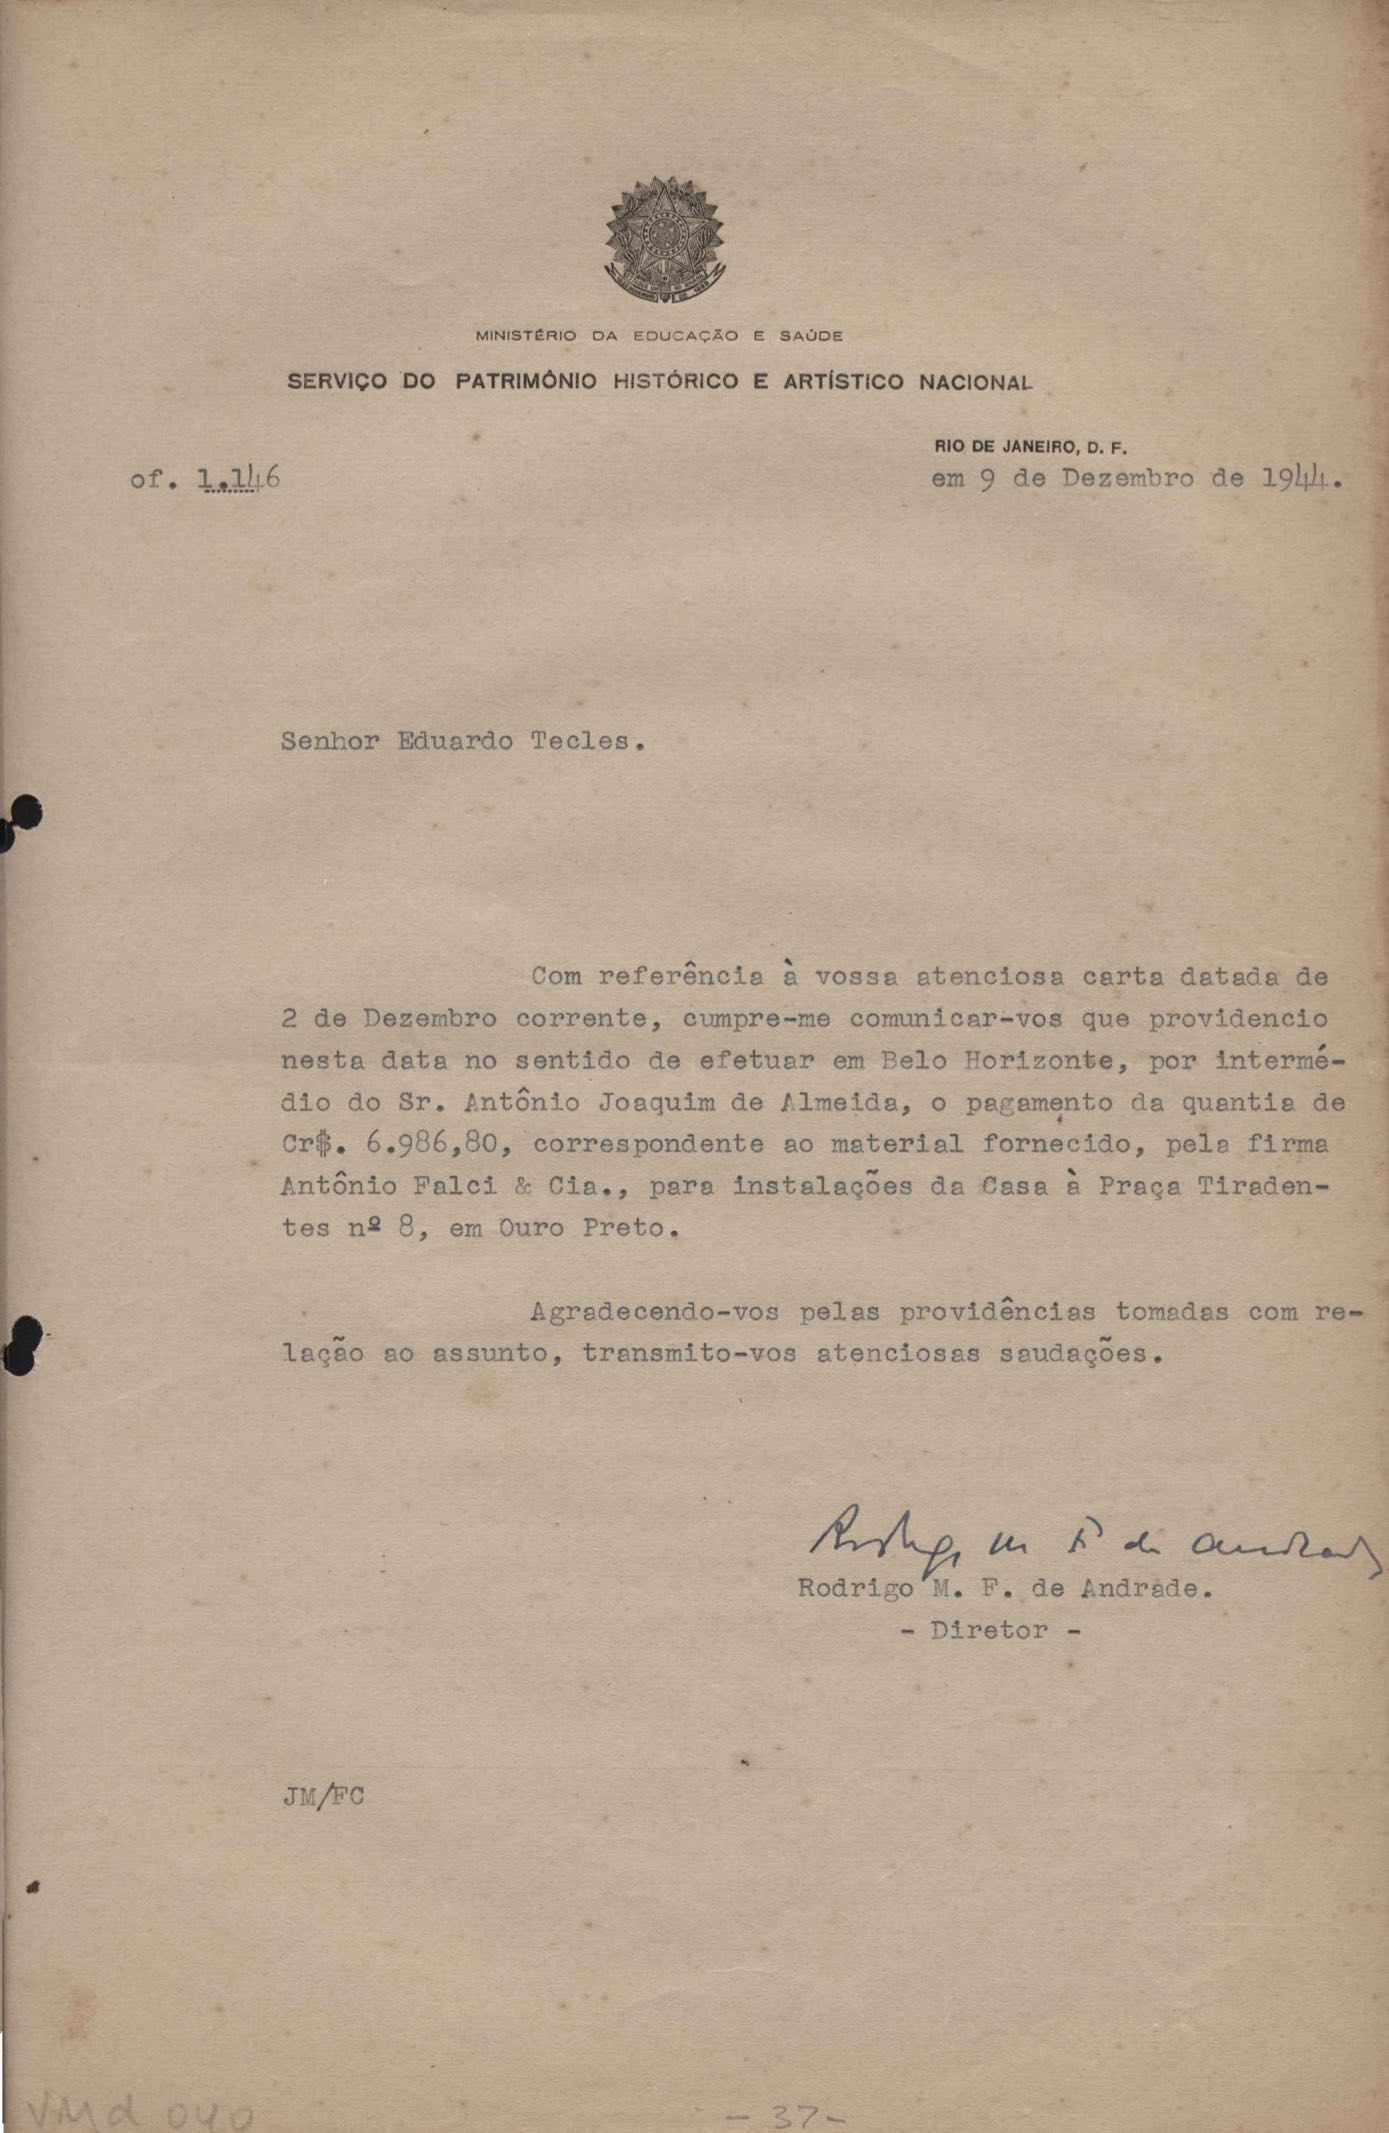 MINISTÉRIO DA EDUCAÇÃO E SAÚDE
SERVIÇO DO PATRIMÔNIO HISTÓRICO E ARTÍSTICO NACIONAL
RIO DE JANEIRO, D. F.
of. 1.146
em 9 de Dezembro de 1944.
Senhor Eduardo Tecles.
Com referência à vossa atenciosa carta datada de
2 de Dezembro corrente, cumpre-me comunicar-vos que providencio
nesta data no sentido de efetuar em Belo Horizonte, por intermé-
dio do Sr. Antônio Joaquim de Almeida, o pagamento da quantia de
Cr$. 6.986,80, correspondente ao material fornecido, pela firma
Antônio Falci & Cia., para instalações da Casa à Praça Tiraden-
tes nº 8, em Ouro Preto.
Agradecendo-vos pelas providências tomadas com re-
lação ao assunto, transmito-vos atenciosas saudações.
Rodrigo M F de Andrade
Rodrigo M. F. de Andrade.
- Diretor -
JM/FC
VMd 040
- 37 -